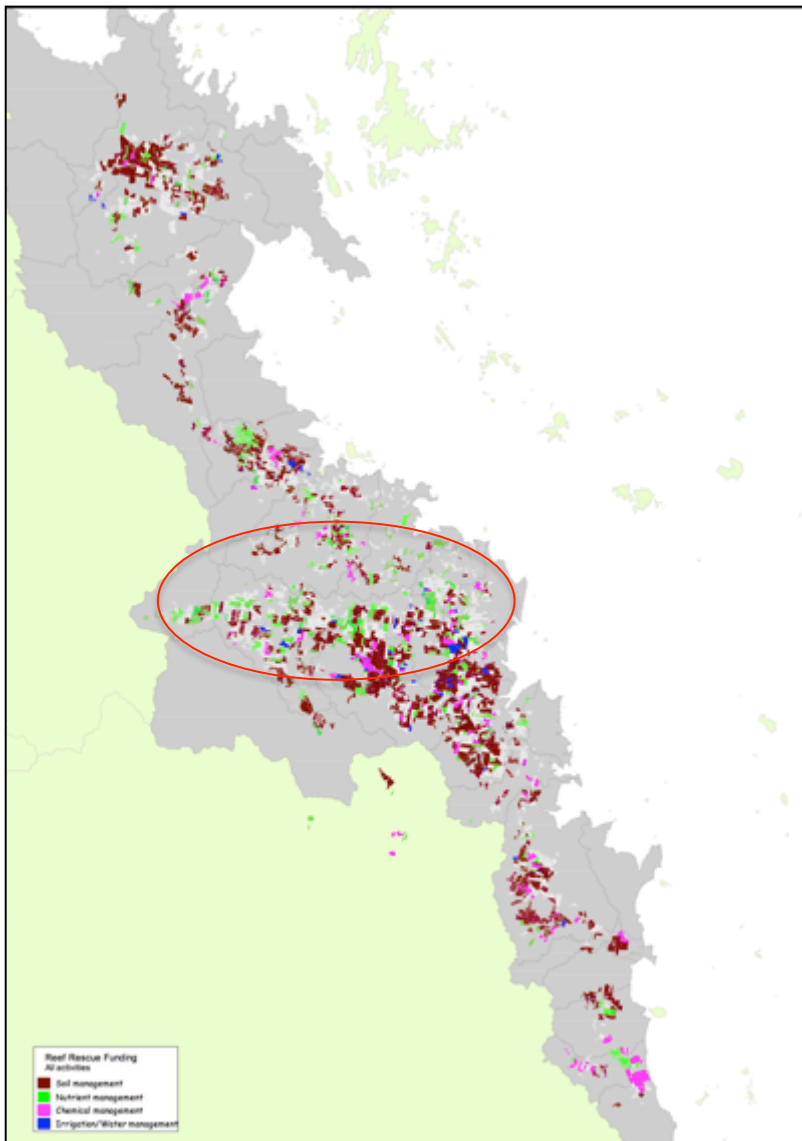 Reef Rescue Funding
All activities
Soil management
Nutrient management
Chemical management
Irrigation/Water management